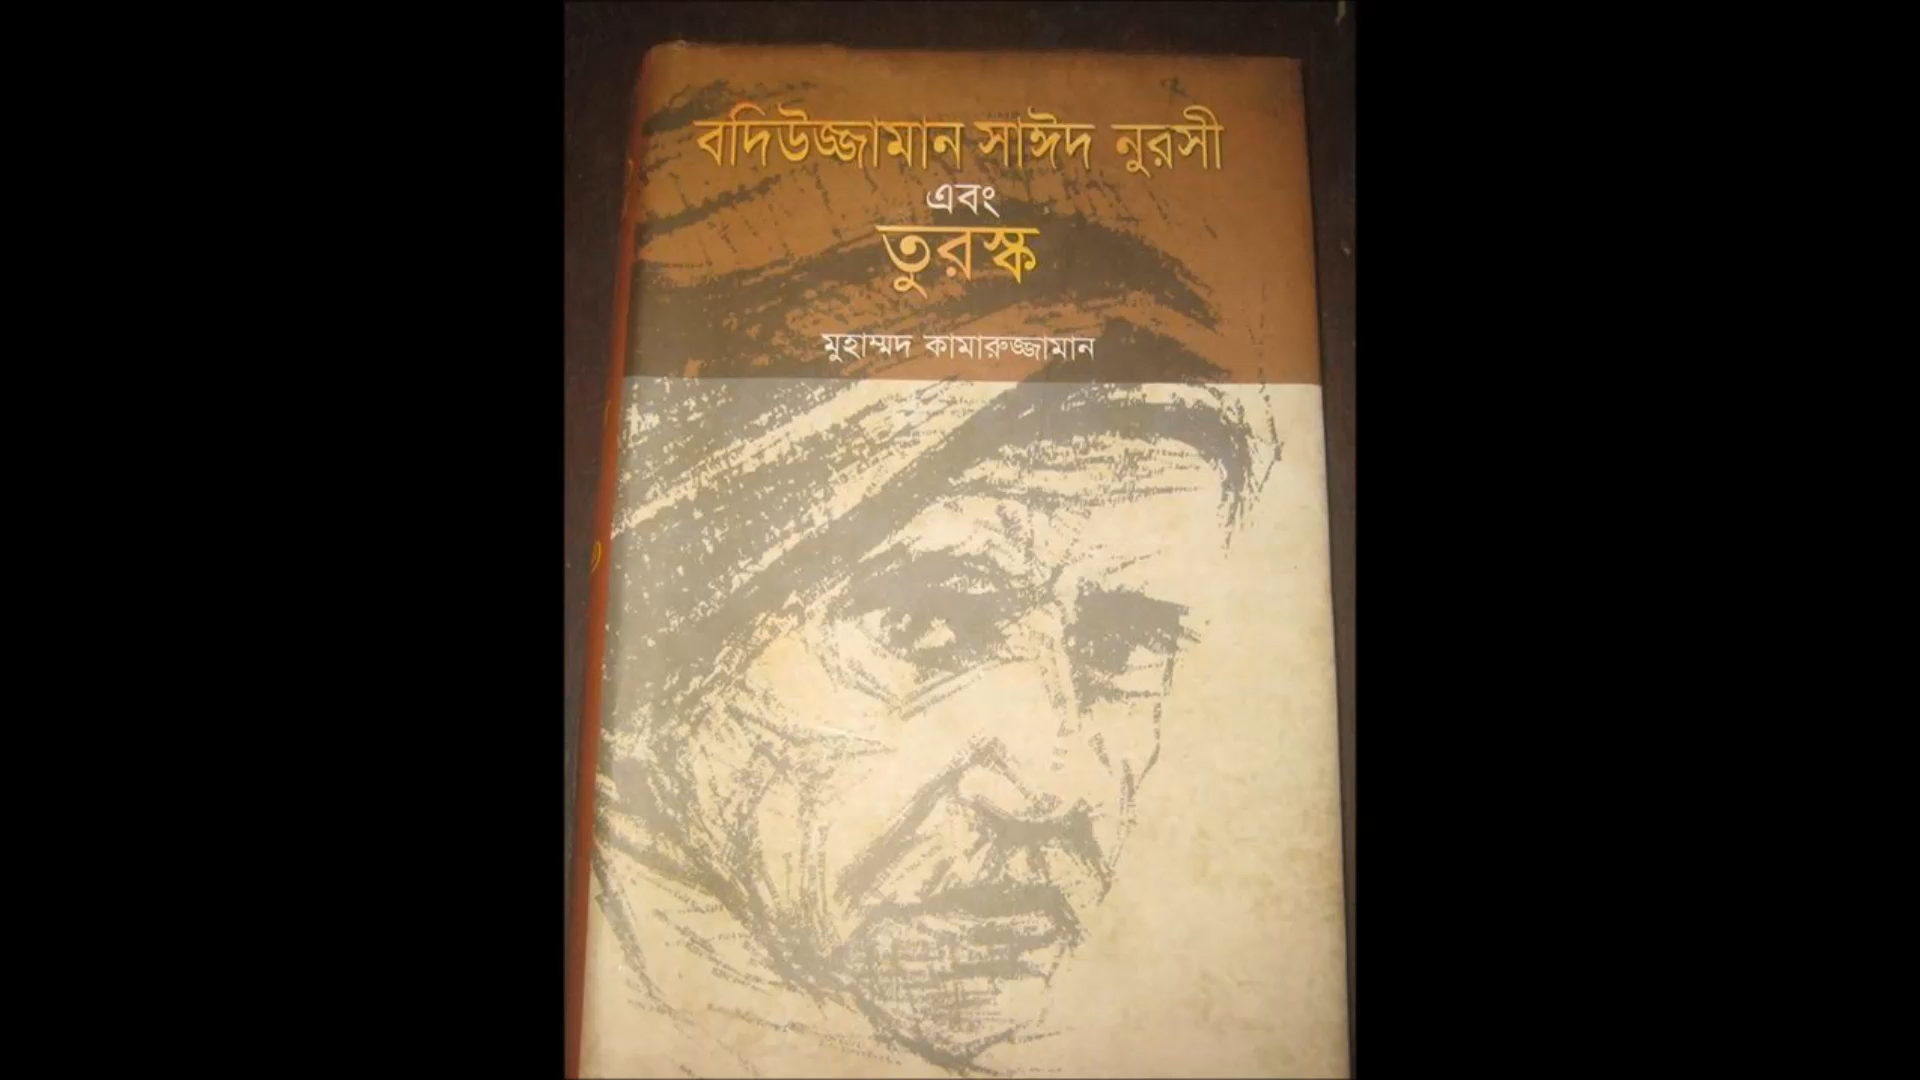 বদিউজ্জামান সাঈদ নুরসী
এবং
তুরস্ক
মুহাম্মদ কামারুজ্জামান